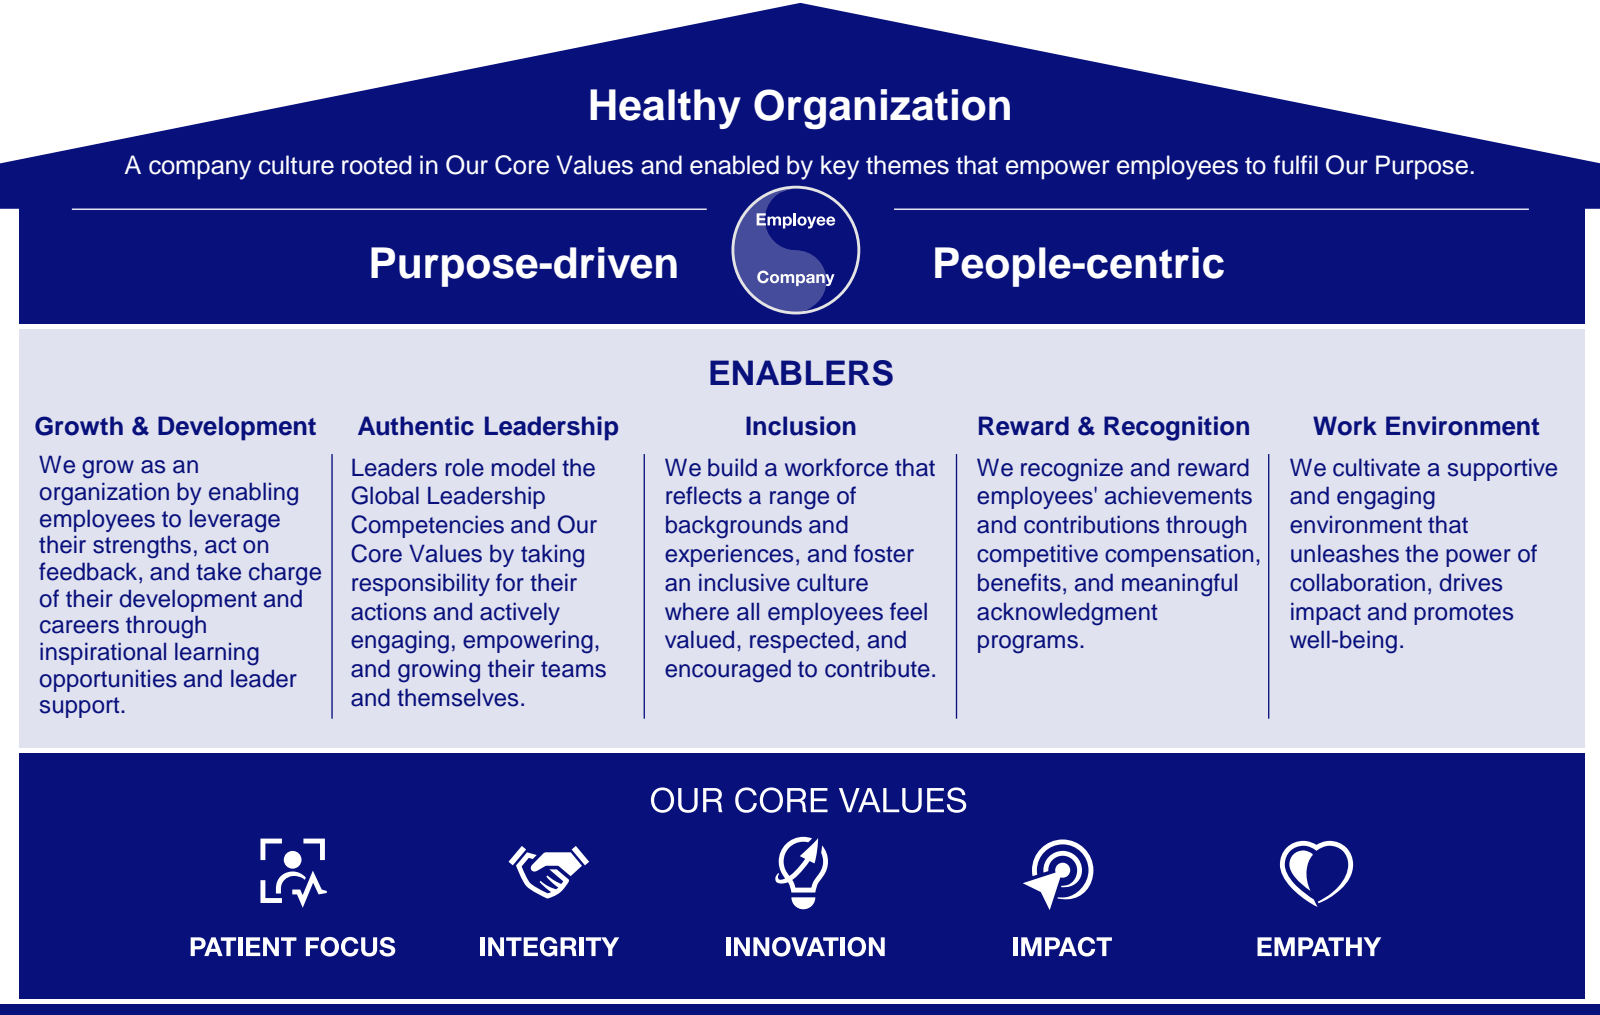 Healthy Organization
A company culture rooted in Our Core Values and enabled by key themes that empower employees to fulfil Our Purpose.
Purpose-driven
Employee
Company
People-centric
ENABLERS
Growth & Development
We grow as an
organization by enabling
employees to leverage
their strengths, act on
feedback, and take charge
of their development and
careers through
inspirational learning
opportunities and leader
support.
Authentic Leadership
Leaders role model the
Global Leadership
Competencies and Our
Core Values by taking
responsibility for their
actions and actively
engaging, empowering,
and growing their teams
and themselves.
Inclusion
We build a workforce that
reflects a range of
backgrounds and
experiences, and foster
an inclusive culture
where all employees feel
valued, respected, and
encouraged to contribute.
Reward & Recognition
We recognize and reward
employees' achievements
and contributions through
competitive compensation,
benefits, and meaningful
acknowledgment
programs.
Work Environment
We cultivate a supportive
and engaging
environment that
unleashes the power of
collaboration, drives
impact and promotes
well-being.
OUR CORE VALUES
PATIENT FOCUS
INTEGRITY
INNOVATION
IMPACT
EMPATHY